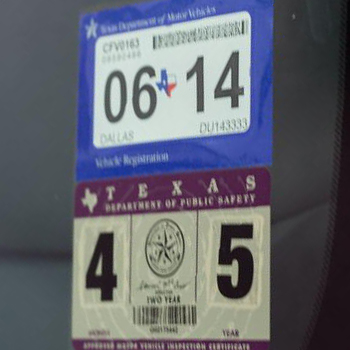 Texas Department of Motor Vehicles
CFV0163
06 14
DALLAS DU143333
Vehicle Registration
TEXAS
DEPARTMENT OF PUBLIC SAFETY
4 5
DIRECTOR
TWO YEAR
YEAR
APPROVED MOTOR VEHICLE INSPECTION CERTIFICATE